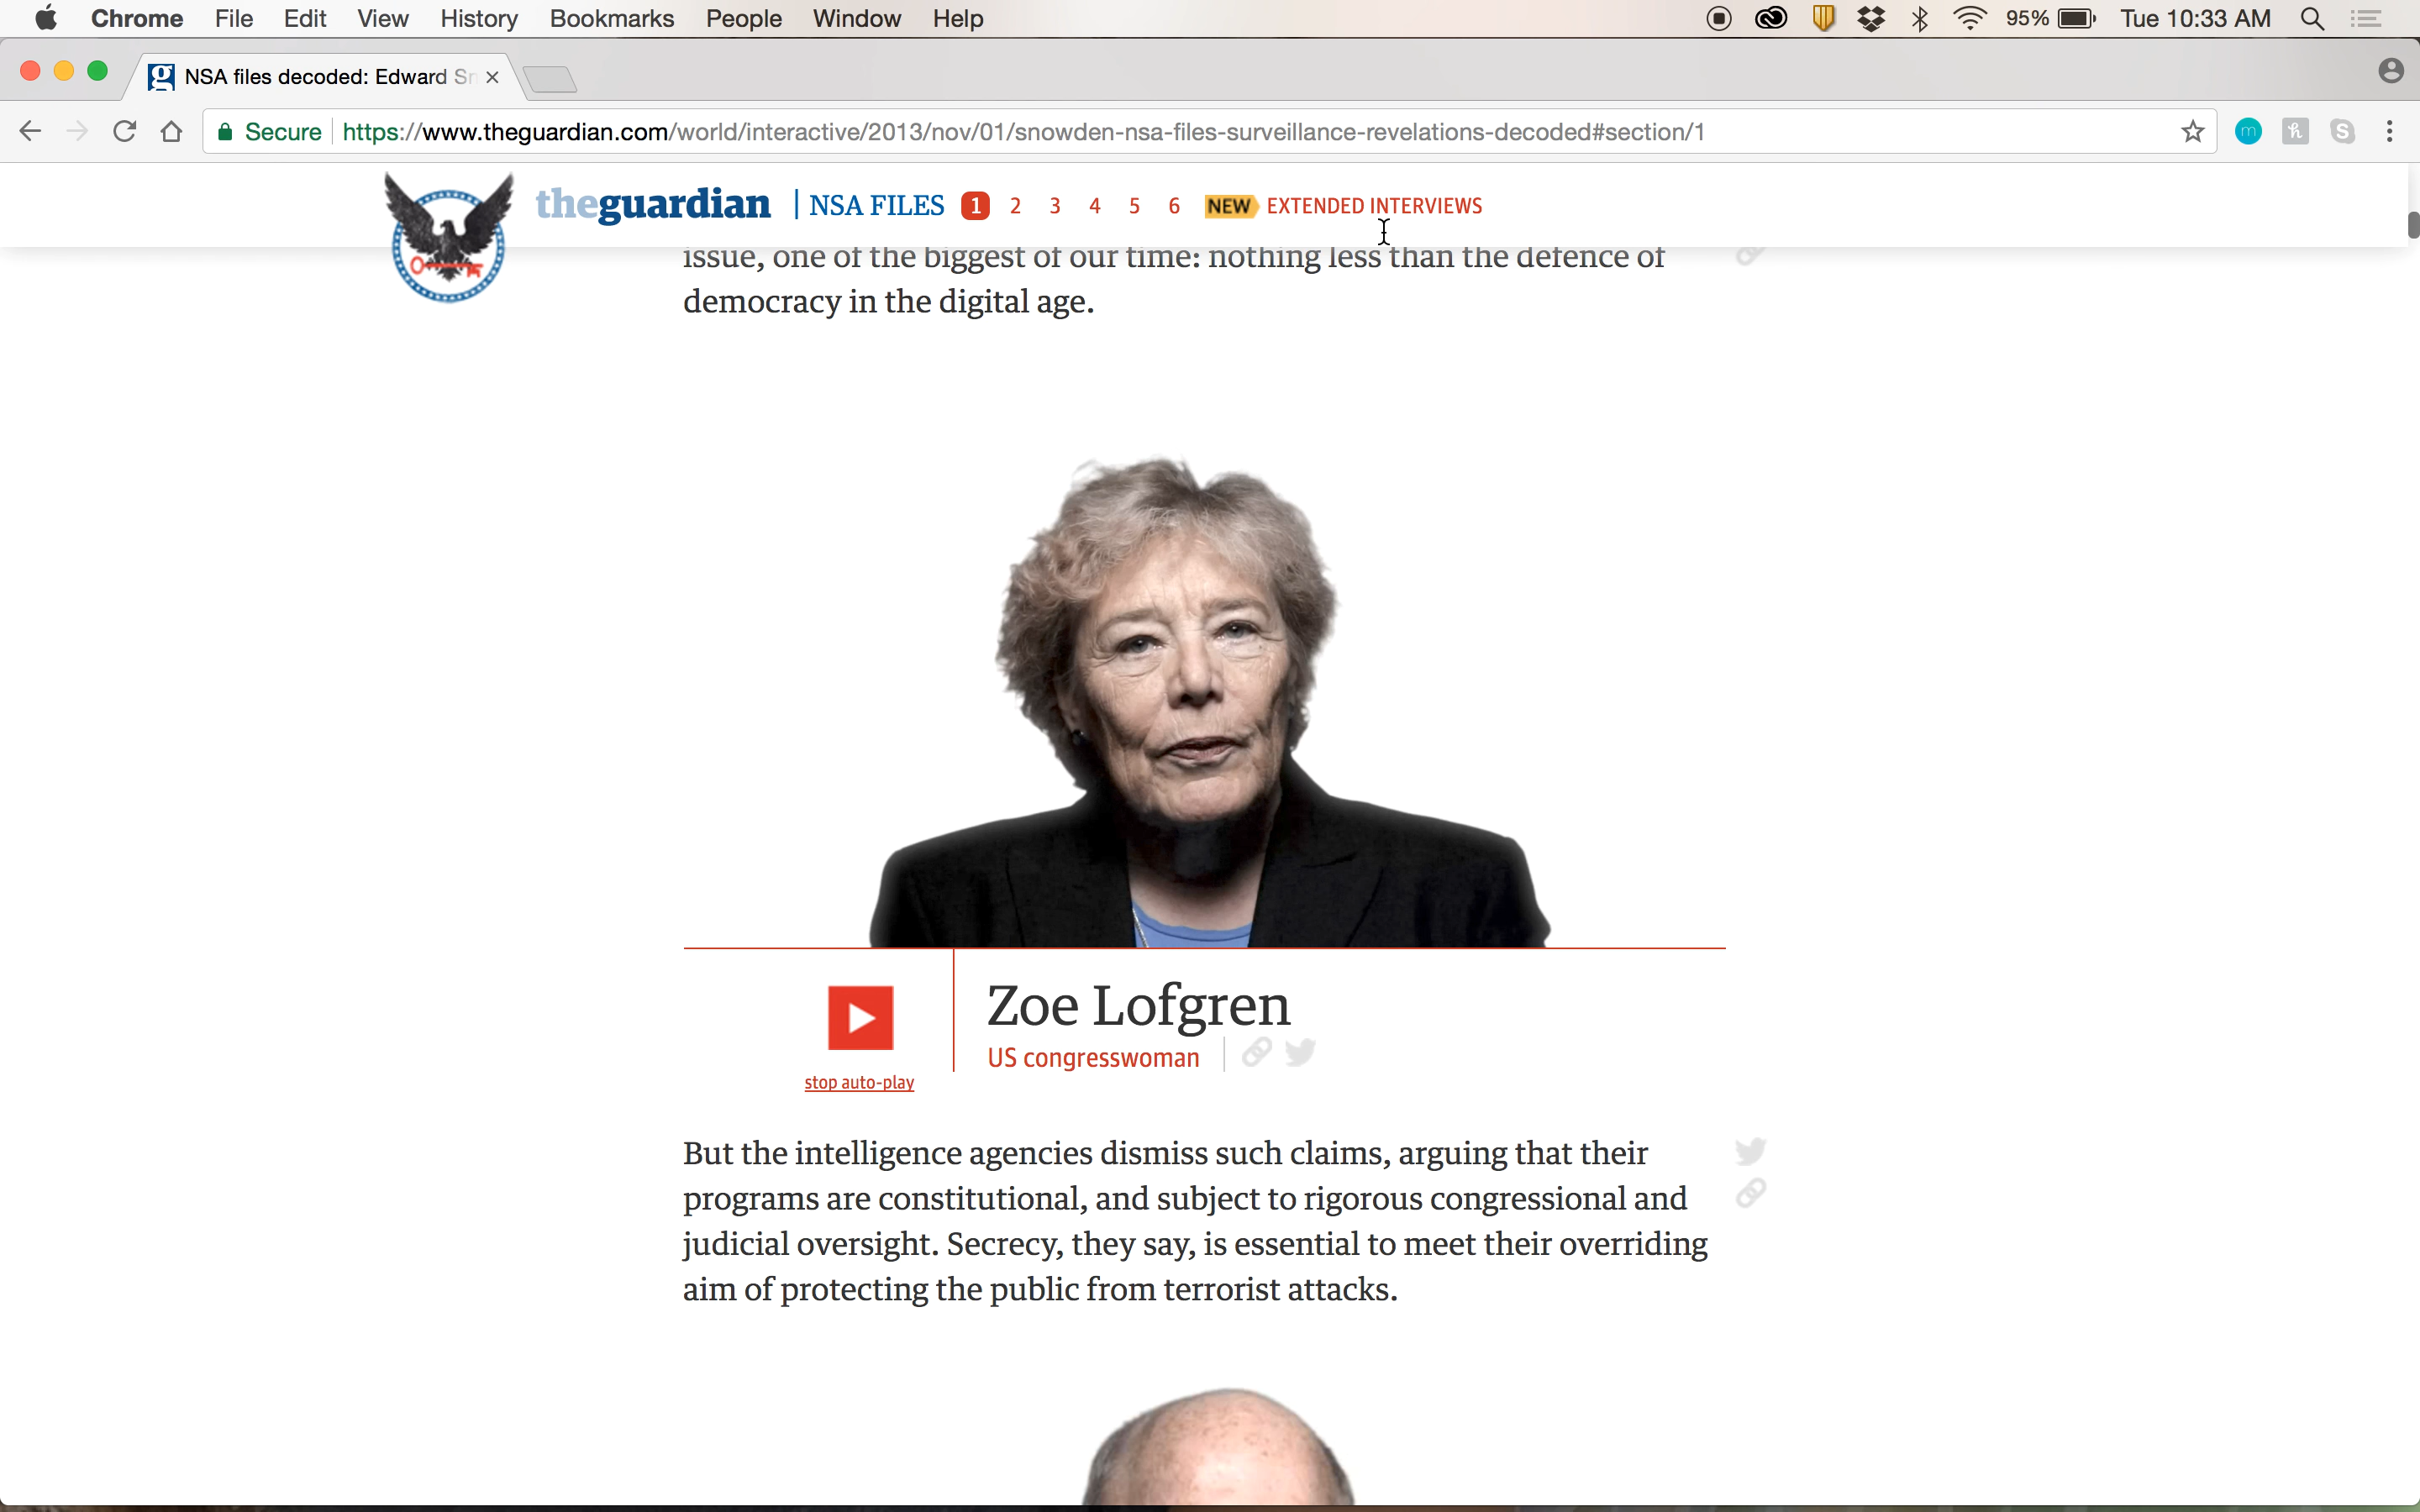 Chrome File Edit View History Bookmarks People Window Help 95% Tue 10:33 AM
NSA files decoded: Edward Sn
Secure https://www.theguardian.com/world/interactive/2013/nov/01/snowden-nsa-files-surveillance-revelations-decoded#section/1
theguardian NSA FILES 1 2 3 4 5 6 NEW EXTENDED INTERVIEWS
issue, one of the biggest of our time: nothing less than the defence of
democracy in the digital age.
Zoe Lofgren
US congresswoman
stop auto-play
But the intelligence agencies dismiss such claims, arguing that their
programs are constitutional, and subject to rigorous congressional and
judicial oversight. Secrecy, they say, is essential to meet their overriding
aim of protecting the public from terrorist attacks.